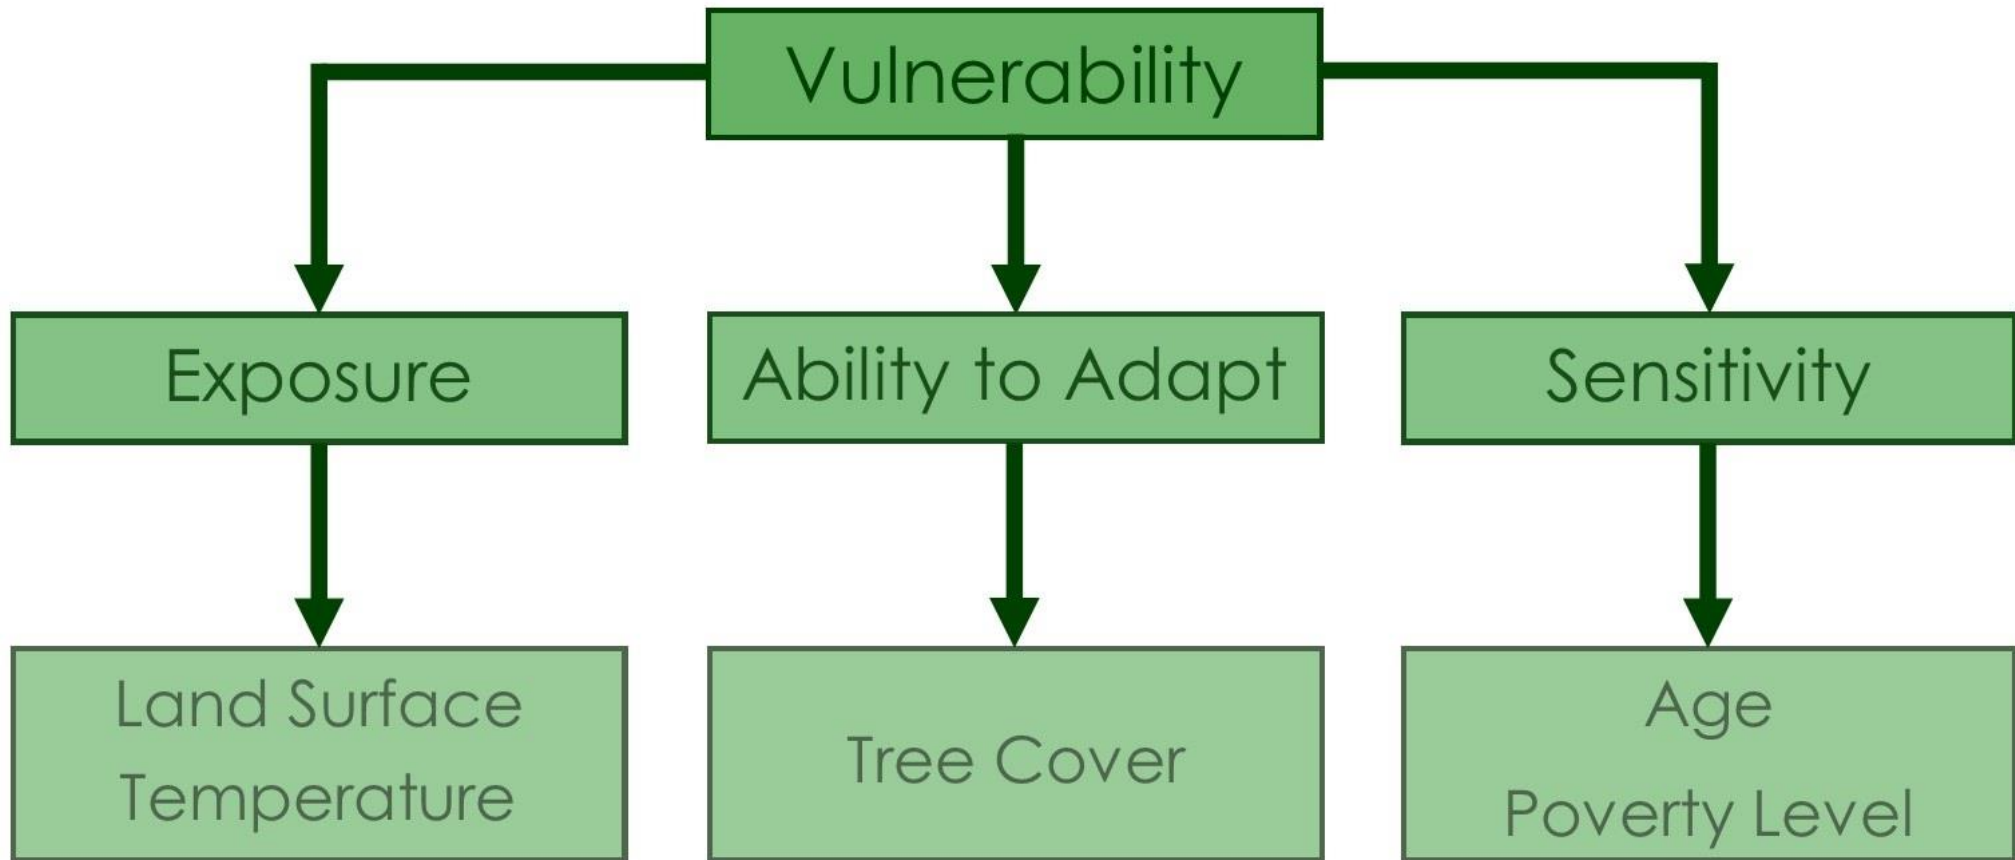 Vulnerability
Exposure
Ability to Adapt
Sensitivity
Land Surface
Temperature
Tree Cover
Age
Poverty Level